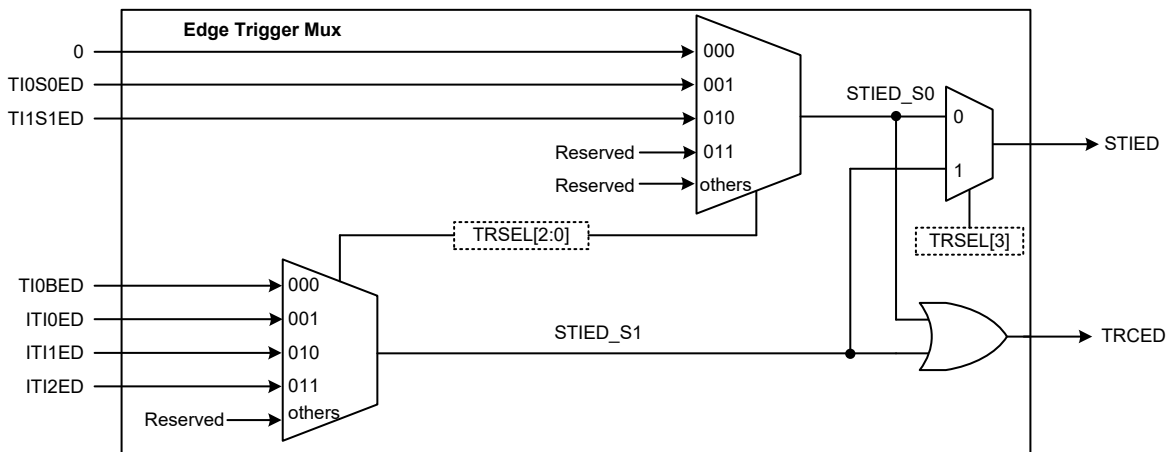 Edge Trigger Mux
0
000
TI0S0ED
001
TI1S1ED
010
Reserved
011
Reserved
others
STIED_S0
0
1
STIED
TRSEL[2:0]
TRSEL[3]
TI0BED
000
ITI0ED
001
ITI1ED
010
ITI2ED
011
Reserved
others
STIED_S1
TRCED